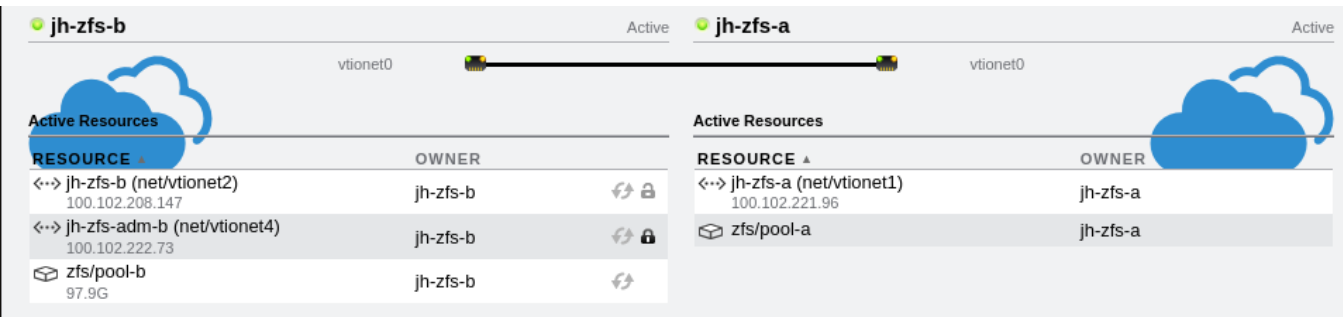 jh-zfs-b
Active
vtionet0
Active Resources
RESOURCE ▲ OWNER
jh-zfs-b (net/vtionet2) jh-zfs-b
100.102.208.147
jh-zfs-adm-b (net/vtionet4) jh-zfs-b
100.102.222.73
zfs/pool-b jh-zfs-b
97.9G
jh-zfs-a
Active
vtionet0
Active Resources
RESOURCE ▲ OWNER
jh-zfs-a (net/vtionet1) jh-zfs-a
100.102.221.96
zfs/pool-a jh-zfs-a